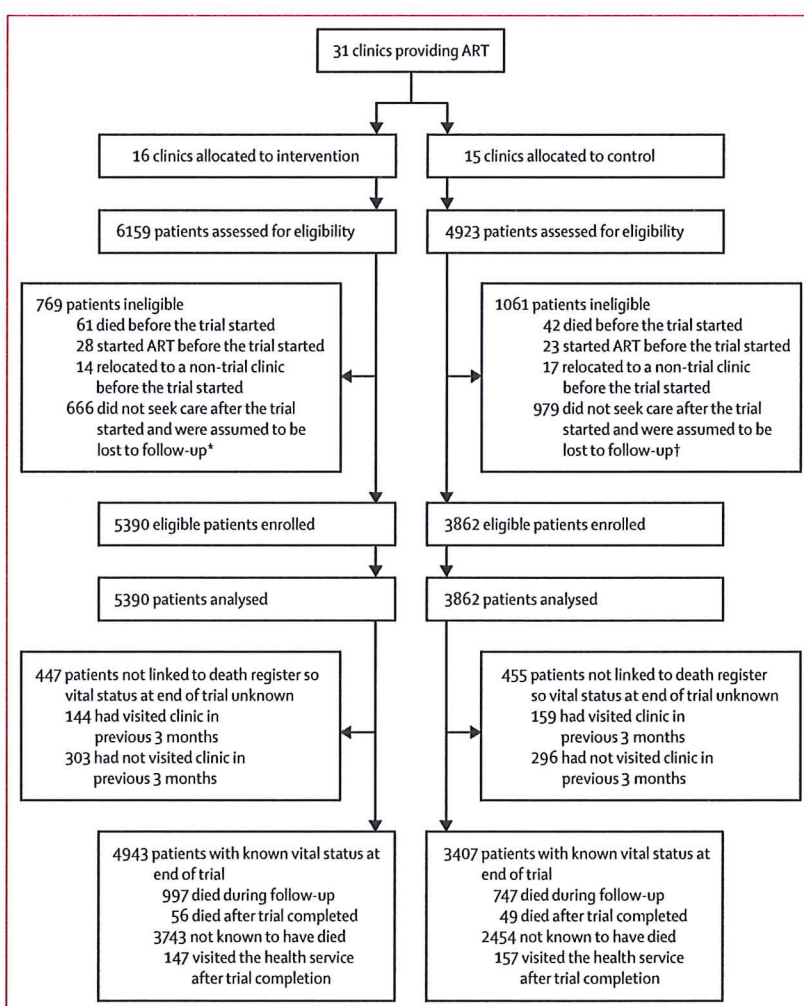 31 clinics providing ART
16 clinics allocated to intervention
15 clinics allocated to control
6159 patients assessed for eligibility
4923 patients assessed for eligibility
769 patients ineligible
61 died before the trial started
28 started ART before the trial started
14 relocated to a non-trial clinic
before the trial started
666 did not seek care after the trial
started and were assumed to be
lost to follow-up*
1061 patients ineligible
42 died before the trial started
23 started ART before the trial started
17 relocated to a non-trial clinic
before the trial started
979 did not seek care after the trial
started and were assumed to be
lost to follow-up†
5390 eligible patients enrolled
3862 eligible patients enrolled
5390 patients analysed
3862 patients analysed
447 patients not linked to death register so
vital status at end of trial unknown
144 had visited clinic in
previous 3 months
303 had not visited clinic in
previous 3 months
455 patients not linked to death register
so vital status at end of trial unknown
159 had visited clinic in
previous 3 months
296 had not visited clinic in
previous 3 months
4943 patients with known vital status at
end of trial
997 died during follow-up
56 died after trial completed
3743 not known to have died
147 visited the health service
after trial completion
3407 patients with known vital status at
end of trial
747 died during follow-up
49 died after trial completed
2454 not known to have died
157 visited the health service
after trial completion